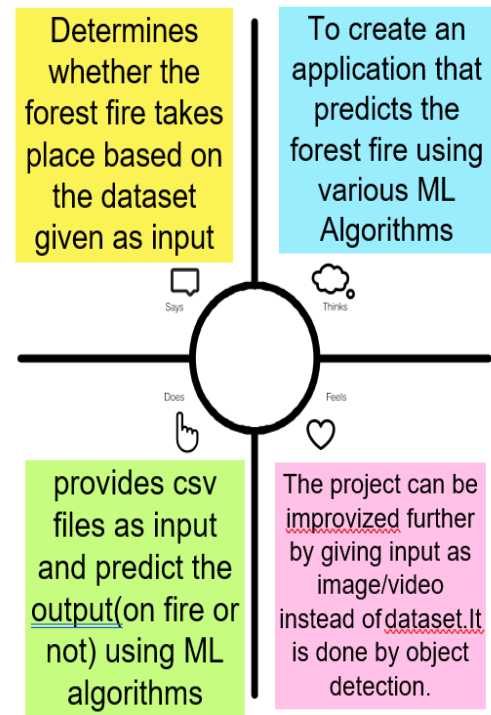 Determines
whether the
forest fire takes
place based on
the dataset
given as input
To create an
application that
predicts the
forest fire using
various ML
Algorithms
Says
Thinks
Does
Feels
provides csv
files as input
and predict the
output(on fire or
not) using ML
algorithms
The project can be
improvized further
by giving input as
image/video
instead of dataset.It
is done by object
detection.